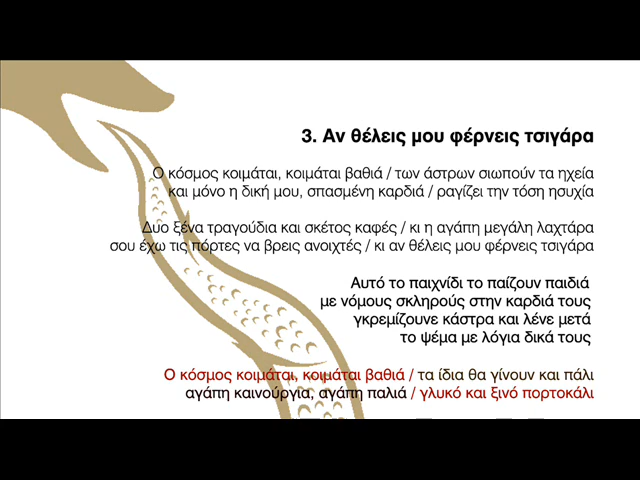 3. Αν θέλεις μου φέρνεις τσιγάρα
Ο κόσμος κοιμάται, κοιμάται βαθιά / των άστρων σιωπούν τα ηχεία
και μόνο η δική μου, σπασμένη καρδιά / ραγίζει την τόση ησυχία
Δυο ξένα τραγούδια και σκέτος καφές / κι η αγάπη μεγάλη λαχτάρα
σου έχω τις πόρτες να βρεις ανοιχτές / κι αν θέλεις μου φέρνεις τσιγάρα
Αυτό το παιχνίδι το παίζουν παιδιά
με νόμους σκληρούς στην καρδιά τους
γκρεμίζουνε κάστρα και λένε μετά
το ψέμα με λόγια δικά τους
Ο κόσμος κοιμάται, κοιμάται βαθιά / τα ίδια θα γίνουν και πάλι
αγάπη καινούργια, αγάπη παλιά / γλυκό και ξινό πορτοκάλι